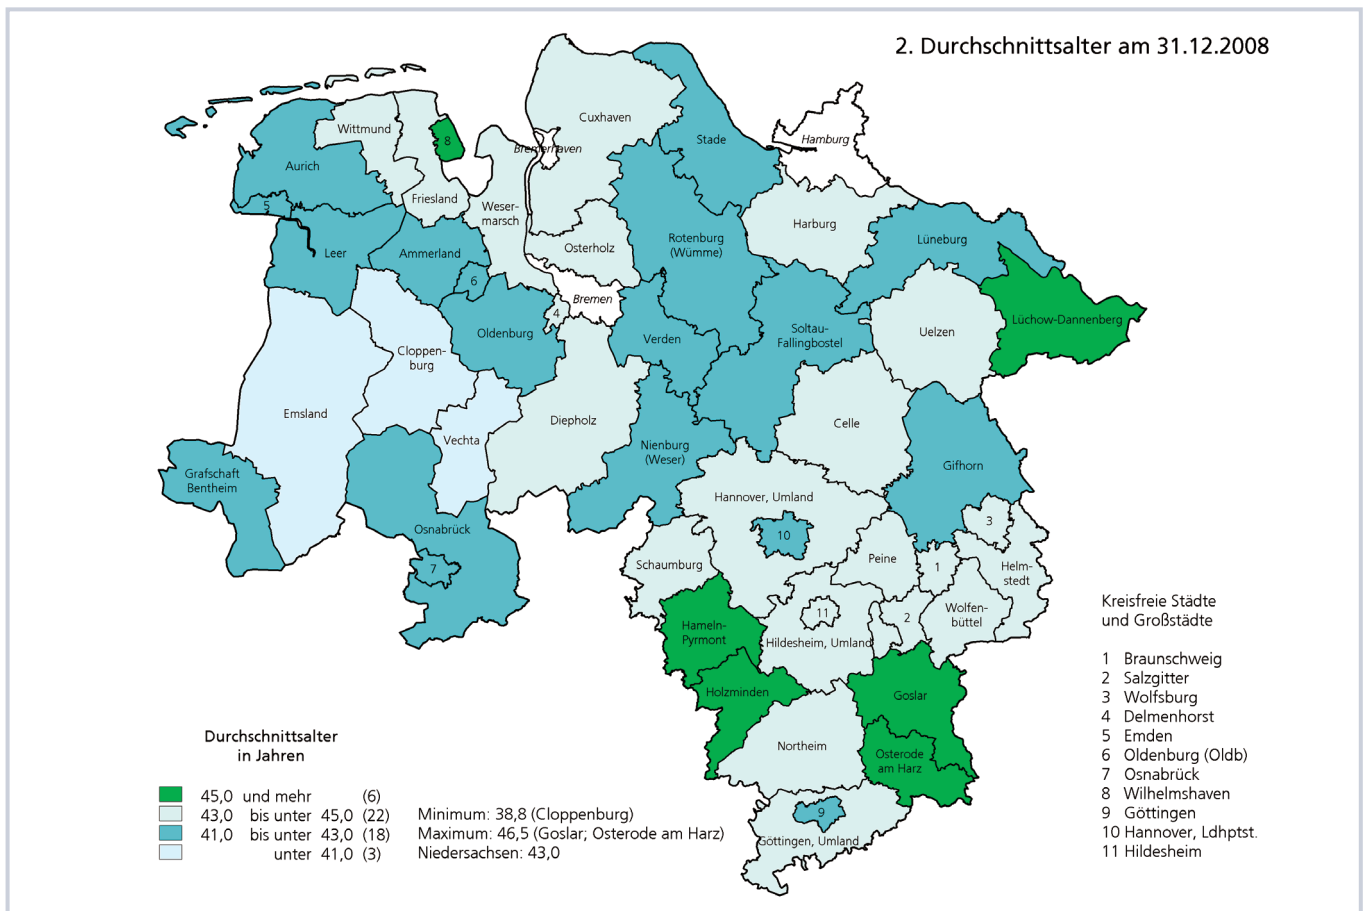 2. Durchschnittsalter am 31.12.2008
Cuxhaven
Wittmund
8
Bremerhaven
Stade
Hamburg
Aurich
Friesland
5
Weser-
marsch
Harburg
Leer
Ammerland
Osterholz
Rotenburg
(Wümme)
Lüneburg
6
Bremen
4
Oldenburg
Verden
Soltau-
Fallingbostel
Uelzen
Lüchow-Dannenberg
Cloppen-
burg
Emsland
Vechta
Diepholz
Celle
Nienburg
(Weser)
Gifhorn
Grafschaft
Bentheim
Hannover, Umland
Osnabrück
10
3
7
Schaumburg
Peine
1
Helm-
stedt
11
2
Wolfen-
büttel
Hameln-
Pyrmont
Hildesheim, Umland
Holzminden
Goslar
Northeim
Osterode
am Harz
9
Göttingen, Umland
Kreisfreie Städte
und Großstädte
1 Braunschweig
2 Salzgitter
3 Wolfsburg
4 Delmenhorst
5 Emden
6 Oldenburg (Oldb)
7 Osnabrück
8 Wilhelmshaven
9 Göttingen
10 Hannover, Ldhptst.
11 Hildesheim
Durchschnittsalter
in Jahren
45,0 und mehr (6)
43,0 bis unter 45,0 (22) Minimum: 38,8 (Cloppenburg)
41,0 bis unter 43,0 (18) Maximum: 46,5 (Goslar; Osterode am Harz)
unter 41,0 (3) Niedersachsen: 43,0